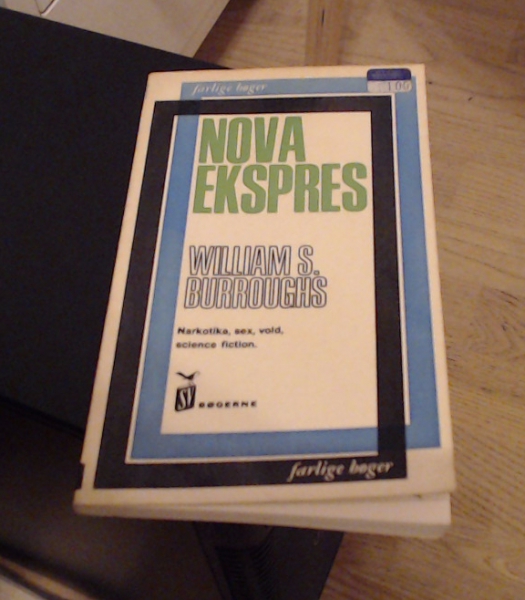 farlige bøger
NOVA
EKSPRES
WILLIAM S.
BURROUGHS
Narkotika, sex, vold,
science fiction.
SV BØGERNE
farlige bøger